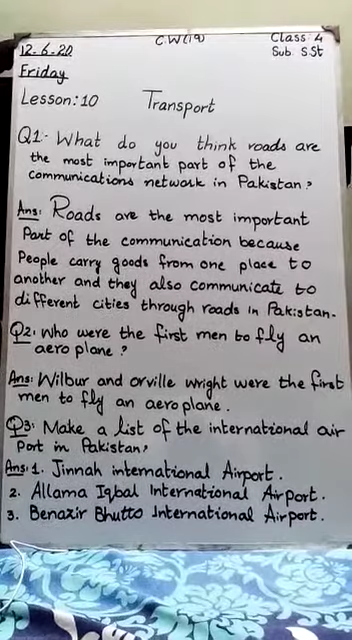 12.6.20 C.W(19) Class 4
Friday Sub. S.St
Lesson:10 Transport
Q1:- What do you think roads are
the most important part of the
communications network in Pakistan?
Ans: Roads are the most important
Part of the communication because
People carry goods from one place to
another and they also communicate to
different cities through roads in Pakistan.
Q2: Who were the first men to fly an
aero plane?
Ans: Wilbur and orville wright were the first
men to fly an aero plane.
Q3: Make a list of the international air
Port in Pakistan?
Ans: 1. Jinnah international Airport.
2. Allama Iqbal International Airport.
3. Benazir Bhutto International Airport.